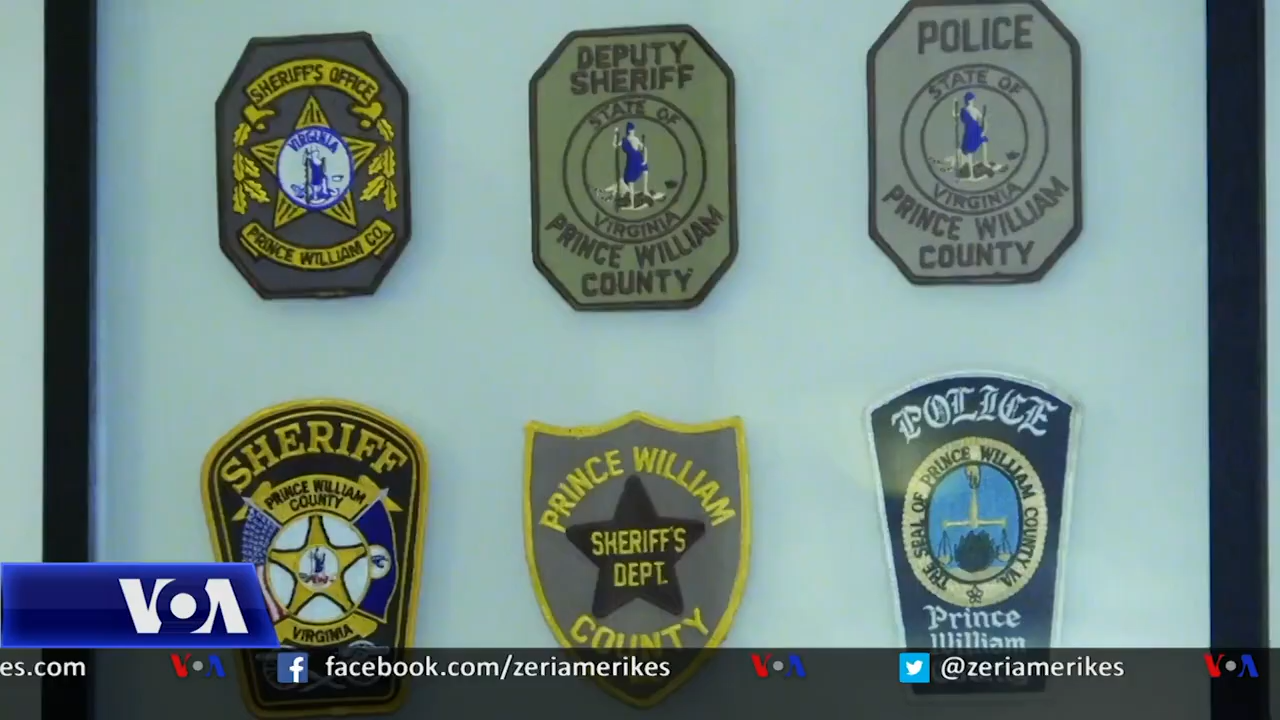 SHERIFF'S OFFICE
VIRGINIA
PRINCE WILLIAM CO.
DEPUTY
SHERIFF
STATE OF
VIRGINIA
PRINCE WILLIAM
COUNTY
POLICE
STATE OF
VIRGINIA
PRINCE WILLIAM
COUNTY
SHERIFF
PRINCE WILLIAM
COUNTY
VIRGINIA
PRINCE WILLIAM
SHERIFF'S
DEPT.
COUNTY
POLICE
THE SEAL OF PRINCE WILLIAM COUNTY VA.
Prince
William
VOA
es.com VOA facebook.com/zeriamerikes VOA @zeriamerikes VOA